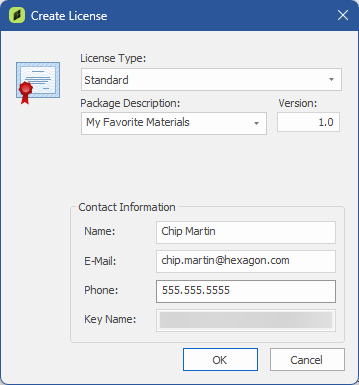 Create License
License Type:
Standard
Package Description: Version:
My Favorite Materials 1.0
Contact Information
Name: Chip Martin
E-Mail: chip.martin@hexagon.com
Phone: 555.555.5555
Key Name:
OK Cancel